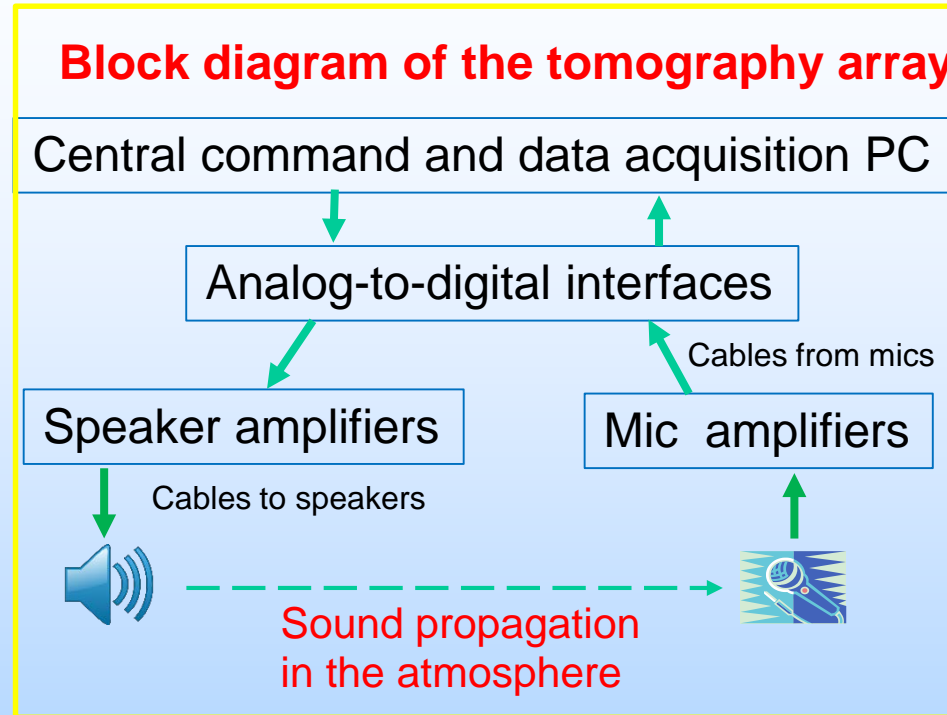 Block diagram of the tomography array
Central command and data acquisition PC
Analog-to-digital interfaces
Cables from mics
Speaker amplifiers
Mic amplifiers
Cables to speakers
Sound propagation
in the atmosphere